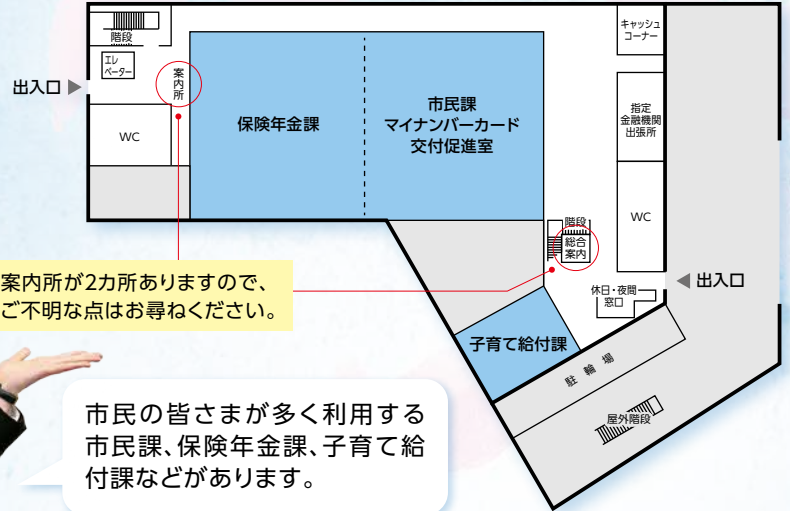 階段
エレ
ベーター
出入口
案内所
WC
保険年金課
市民課
マイナンバーカード
交付促進室
キャッシュ
コーナー
指定
金融機関
出張所
WC
階段
総合
案内
休日・夜間
窓口
出入口
子育て給付課
駐輪場
屋外階段
案内所が2カ所ありますので、
ご不明な点はお尋ねください。
市民の皆さまが多く利用する
市民課、保険年金課、子育て給
付課などがあります。